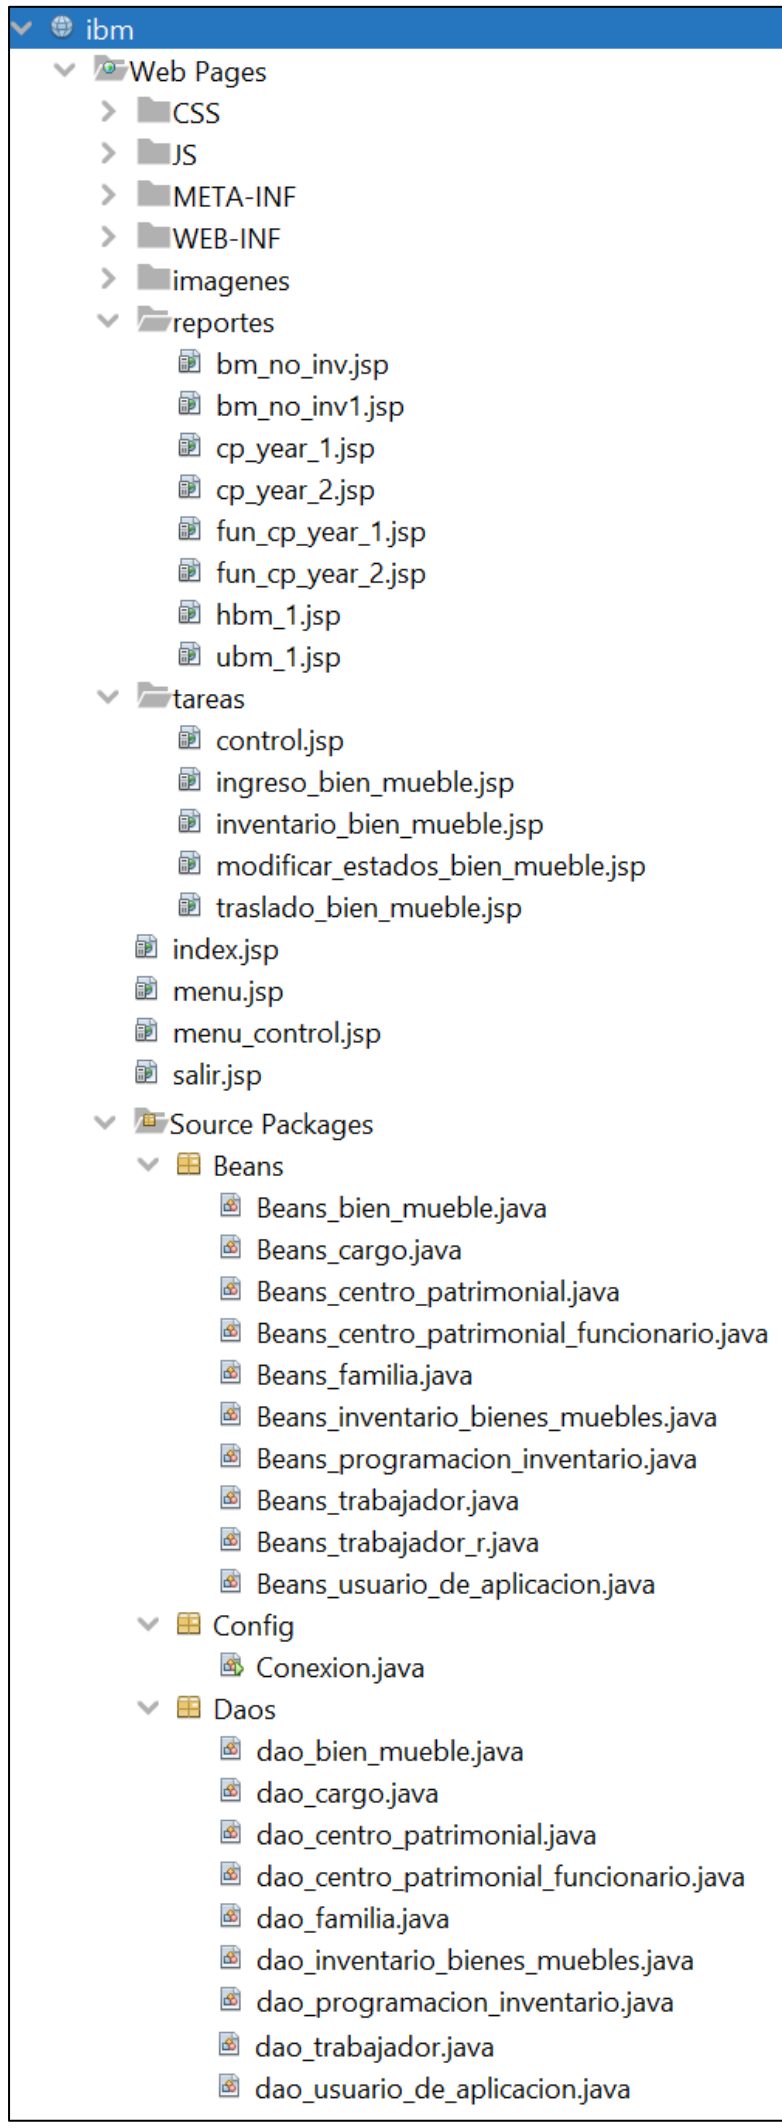 ibm
Web Pages
CSS
JS
META-INF
WEB-INF
imagenes
reportes
bm_no_inv.jsp
bm_no_inv1.jsp
cp_year_1.jsp
cp_year_2.jsp
fun_cp_year_1.jsp
fun_cp_year_2.jsp
hbm_1.jsp
ubm_1.jsp
tareas
control.jsp
ingreso_bien_mueble.jsp
inventario_bien_mueble.jsp
modificar_estados_bien_mueble.jsp
traslado_bien_mueble.jsp
index.jsp
menu.jsp
menu_control.jsp
salir.jsp
Source Packages
Beans
Beans_bien_mueble.java
Beans_cargo.java
Beans_centro_patrimonial.java
Beans_centro_patrimonial_funcionario.java
Beans_familia.java
Beans_inventario_bienes_muebles.java
Beans_programacion_inventario.java
Beans_trabajador.java
Beans_trabajador_r.java
Beans_usuario_de_aplicacion.java
Config
Conexion.java
Daos
dao_bien_mueble.java
dao_cargo.java
dao_centro_patrimonial.java
dao_centro_patrimonial_funcionario.java
dao_familia.java
dao_inventario_bienes_muebles.java
dao_programacion_inventario.java
dao_trabajador.java
dao_usuario_de_aplicacion.java